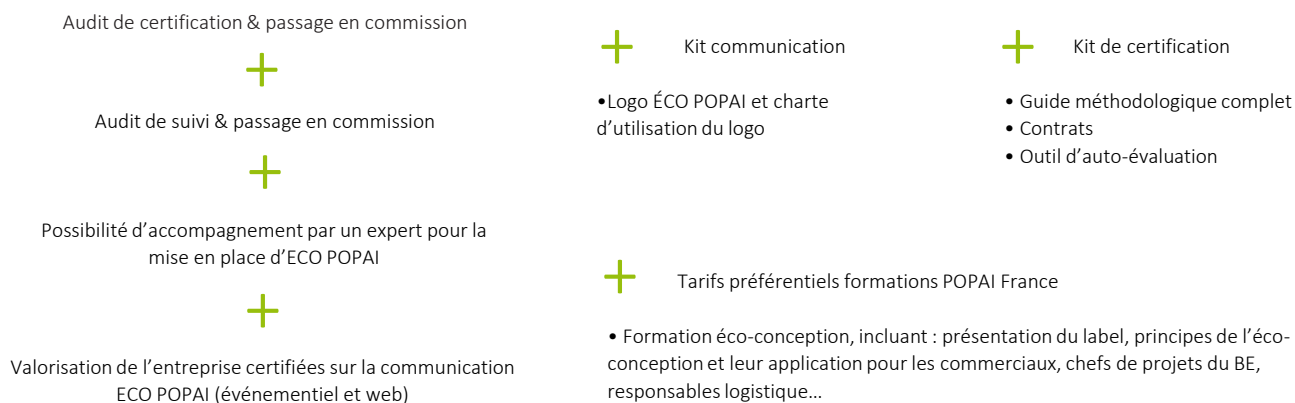 Audit de certification & passage en commission
Audit de suivi & passage en commission
Possibilité d’accompagnement par un expert pour la
mise en place d’ECO POPAI
Valorisation de l’entreprise certifiées sur la communication
ECO POPAI (événementiel et web)
Kit communication
•Logo ÉCO POPAI et charte
d’utilisation du logo
Kit de certification
• Guide méthodologique complet
• Contrats
• Outil d’auto-évaluation
Tarifs préférentiels formations POPAI France
• Formation éco-conception, incluant : présentation du label, principes de l’éco-
conception et leur application pour les commerciaux, chefs de projets du BE,
responsables logistique…